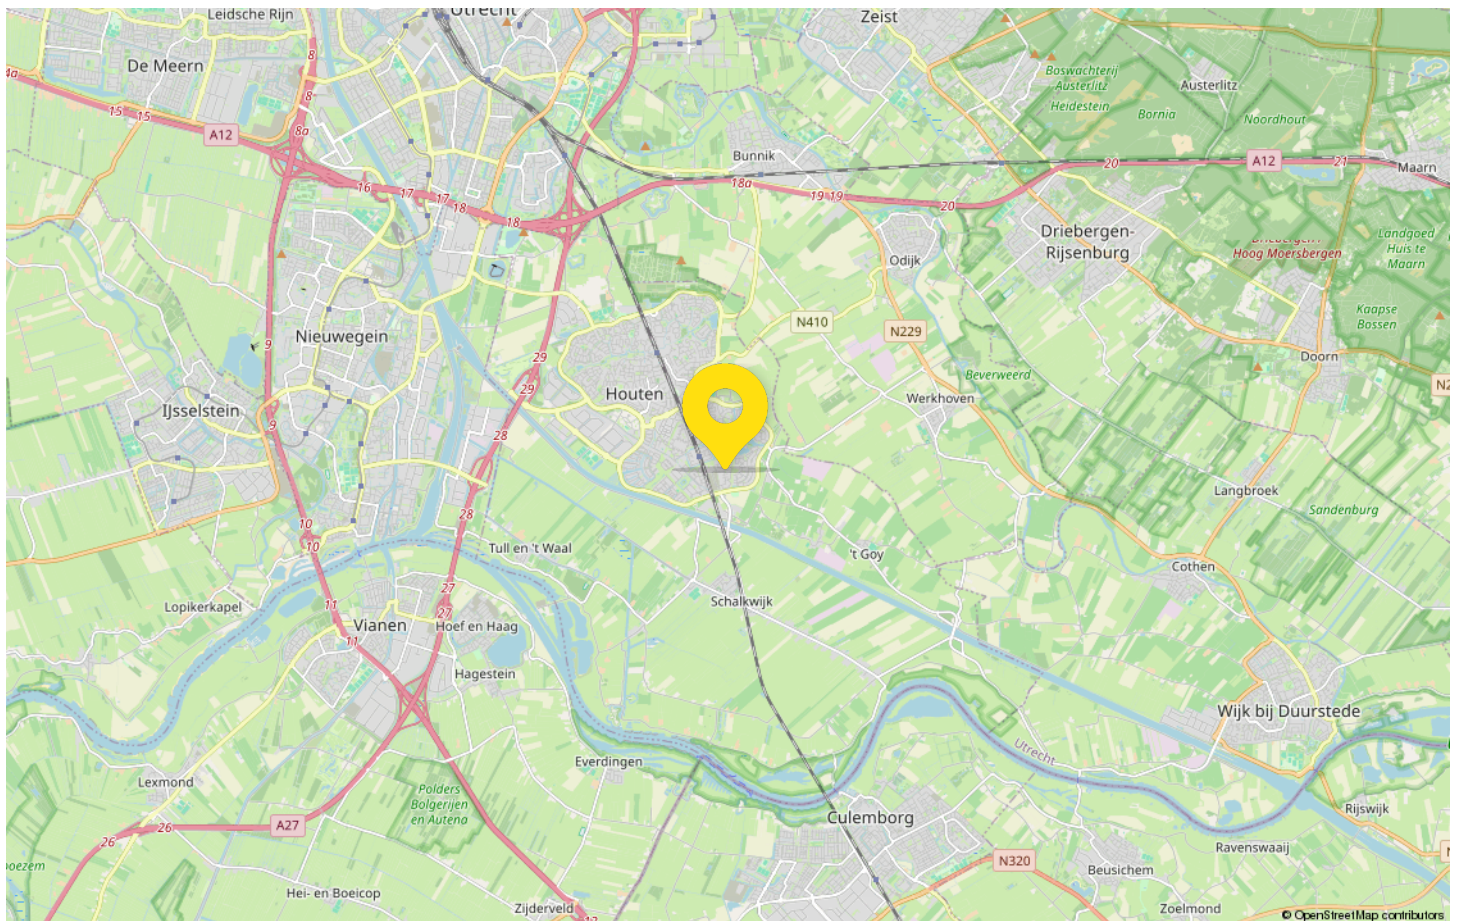 Leidsche Rijn
Utrecht
Zeist
De Meern
4a
15
15
A12
8
8
8a
16
17
17
18
18
Boswachterij
Austerlitz
Heidestein
Austerlitz
Bornia
Noordhout
Bunnik
18a
19
19
20
20
A12
21
Maarn
Driebergen-
Rijsenburg
Hoog Moersbergen
Landgoed
Huis te
Maarn
Odijk
Kaapse
Bossen
N410
N229
Nieuwegein
9
29
29
Doorn
Beverweerd
Houten
Werkhoven
IJsselstein
9
28
28
Langbroek
Sandenburg
10
10
Tull en 't Waal
't Goy
Cothen
27
27
Schalkwijk
Lopikerkapel
11
11
Vianen
Hoef en Haag
Hagestein
Wijk bij Duurstede
Utrecht
Everdingen
Lexmond
Polders
Bolgerijen
en Autena
Rijswijk
26
26
A27
Culemborg
Ravenswaaij
N320
Beusichem
Hei- en Boeicop
Zijderveld
Zoelmond
© OpenStreetMap contributors